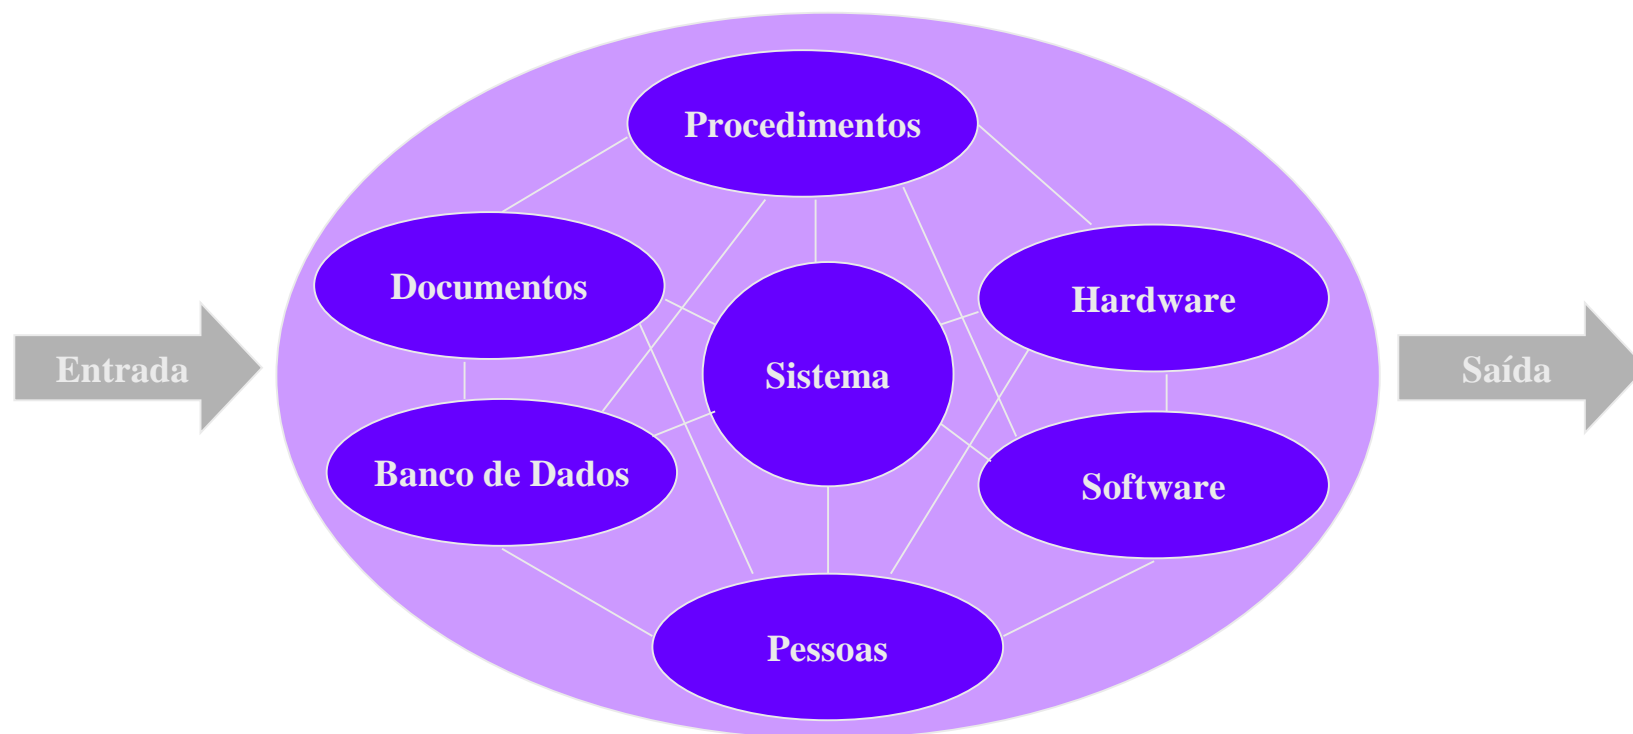 Procedimentos
Documentos
Hardware
Entrada
Sistema
Saída
Banco de Dados
Software
Pessoas